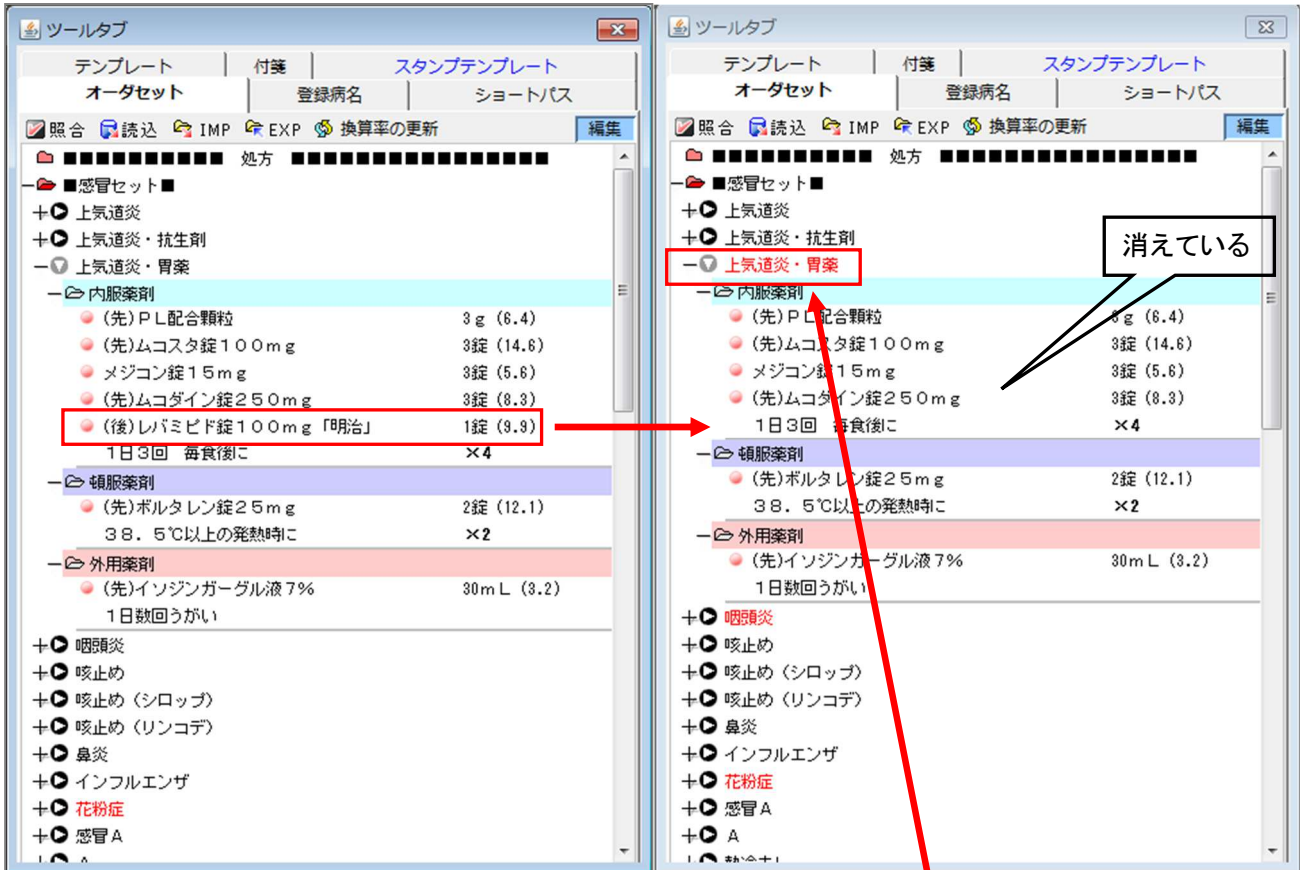 ツールタブ
テンプレート 付箋 スタンプテンプレート
オーダセット 登録病名 ショートパス
照合 読込 IMP EXP 換算率の更新 編集
■■■■■■■■■■ 処方 ■■■■■■■■■■■■■■■■
■感冒セット■
上気道炎
上気道炎・抗生剤
上気道炎・胃薬
内服薬剤
(先)PL配合顆粒 3g (6.4)
(先)ムコスタ錠100mg 3錠 (14.6)
メジコン錠15mg 3錠 (5.6)
(先)ムコダイン錠250mg 3錠 (8.3)
(後)レバミピド錠100mg「明治」 1錠 (9.9)
1日3回 毎食後に ×4
頓服薬剤
(先)ボルタレン錠25mg 2錠 (12.1)
38.5℃以上の発熱時に ×2
外用薬剤
(先)イソジンガーグル液7% 30mL (3.2)
1日数回うがい
咽頭炎
咳止め
咳止め(シロップ)
咳止め(リンコデ)
鼻炎
インフルエンザ
花粉症
感冒A
ツールタブ
テンプレート 付箋 スタンプテンプレート
オーダセット 登録病名 ショートパス
照合 読込 IMP EXP 換算率の更新 編集
■■■■■■■■■■ 処方 ■■■■■■■■■■■■■■■■
■感冒セット■
上気道炎
上気道炎・抗生剤
上気道炎・胃薬
消えている
内服薬剤
(先)PL配合顆粒 3g (6.4)
(先)ムコスタ錠100mg 3錠 (14.6)
メジコン錠15mg 3錠 (5.6)
(先)ムコダイン錠250mg 3錠 (8.3)
1日3回 毎食後に ×4
頓服薬剤
(先)ボルタレン錠25mg 2錠 (12.1)
38.5℃以上の発熱時に ×2
外用薬剤
(先)イソジンガーグル液7% 30mL (3.2)
1日数回うがい
咽頭炎
咳止め
咳止め(シロップ)
咳止め(リンコデ)
鼻炎
インフルエンザ
花粉症
感冒A
A